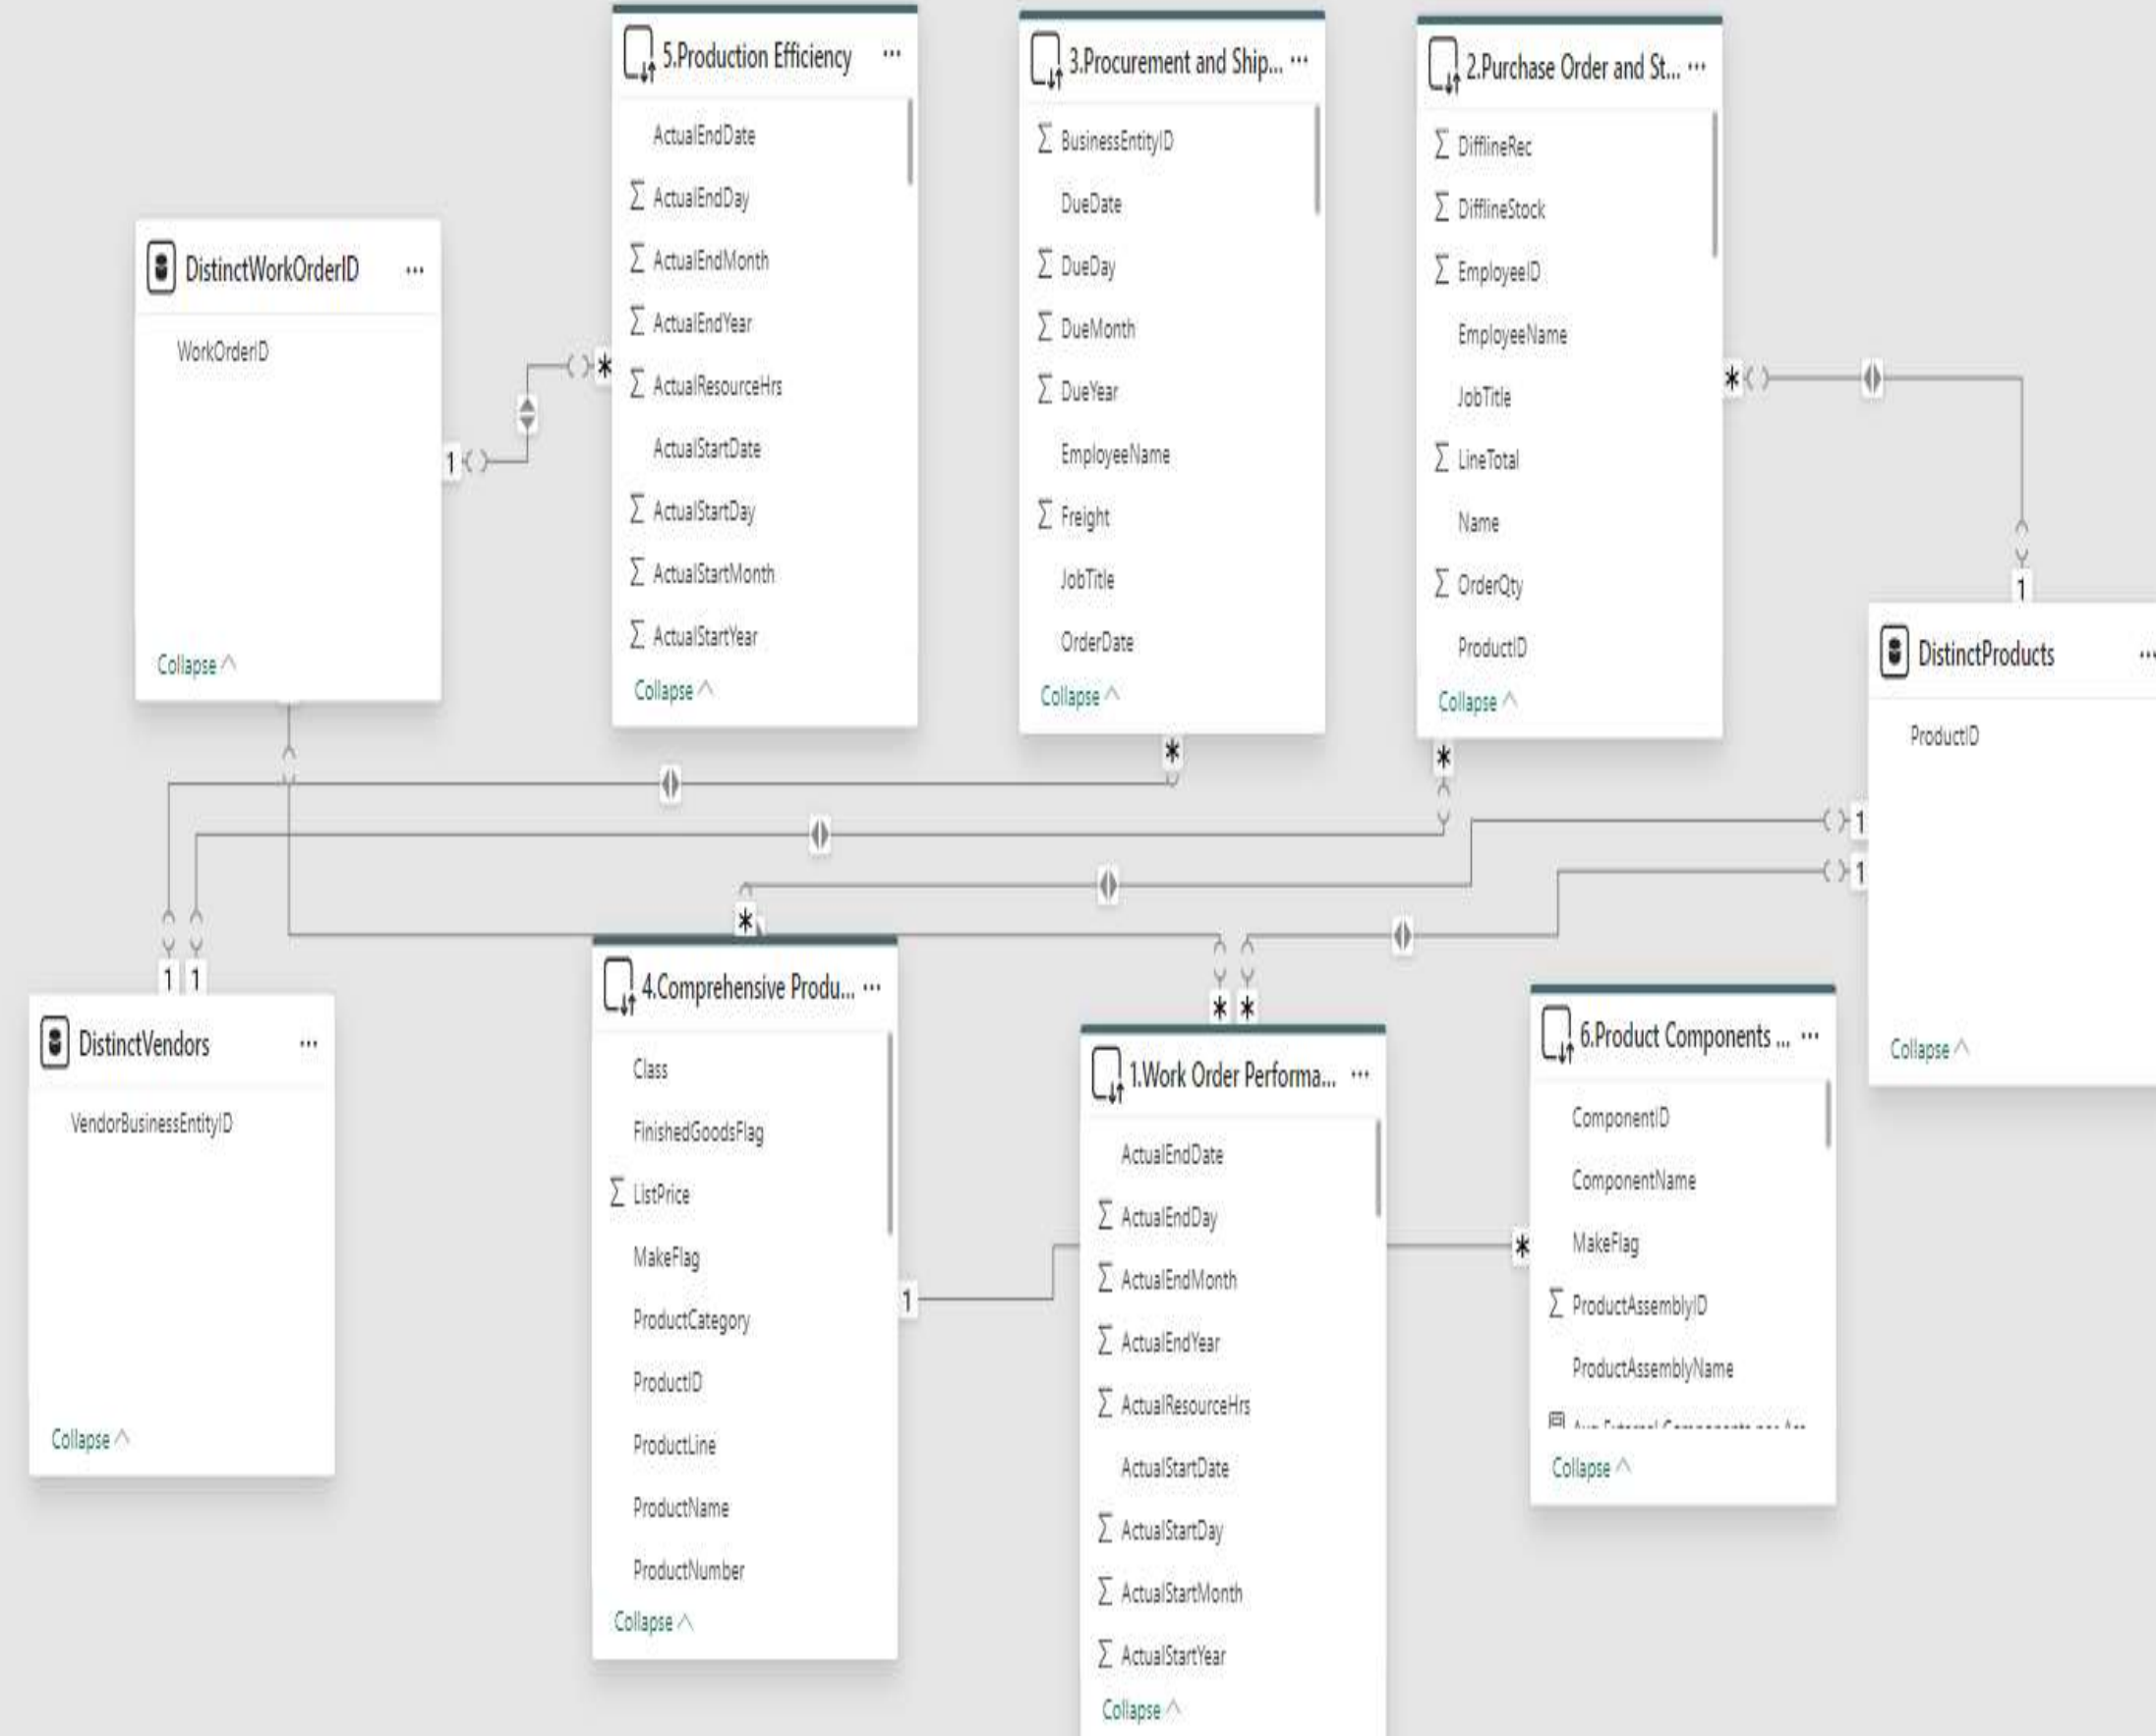 5.Production Efficiency ...
ActualEndDate
∑ ActualEndDay
∑ ActualEndMonth
∑ ActualEndYear
∑ ActualResourceHrs
ActualStartDate
∑ ActualStartDay
∑ ActualStartMonth
∑ ActualStartYear
Collapse
3.Procurement and Ship... ...
∑ BusinessEntityID
DueDate
∑ DueDay
∑ DueMonth
∑ DueYear
EmployeeName
∑ Freight
JobTitle
OrderDate
Collapse
2.Purchase Order and St... ...
∑ DifflineRec
∑ DifflineStock
∑ EmployeeID
EmployeeName
JobTitle
∑ LineTotal
Name
∑ OrderQty
ProductID
Collapse
DistinctWorkOrderID ...
WorkOrderID
Collapse
1
*
*
1
DistinctProducts ...
ProductID
Collapse
*
*
1
1
*
1 1
* *
DistinctVendors ...
VendorBusinessEntityID
Collapse
4.Comprehensive Produ... ...
Class
FinishedGoodsFlag
∑ ListPrice
MakeFlag
ProductCategory
ProductID
ProductLine
ProductName
ProductNumber
Collapse
1
*
1.Work Order Performa... ...
ActualEndDate
∑ ActualEndDay
∑ ActualEndMonth
∑ ActualEndYear
∑ ActualResourceHrs
ActualStartDate
∑ ActualStartDay
∑ ActualStartMonth
∑ ActualStartYear
Collapse
6.Product Components ... ...
ComponentID
ComponentName
MakeFlag
∑ ProductAssemblyID
ProductAssemblyName
Collapse